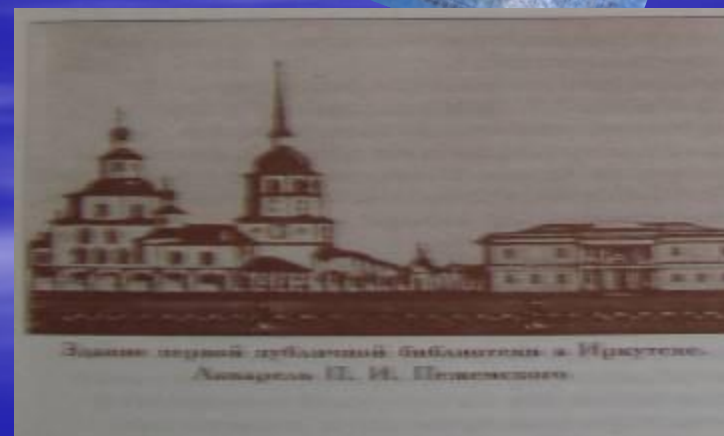 Здание первой публичной библиотеки в Иркутске.
Акварель П. И. Пежемского